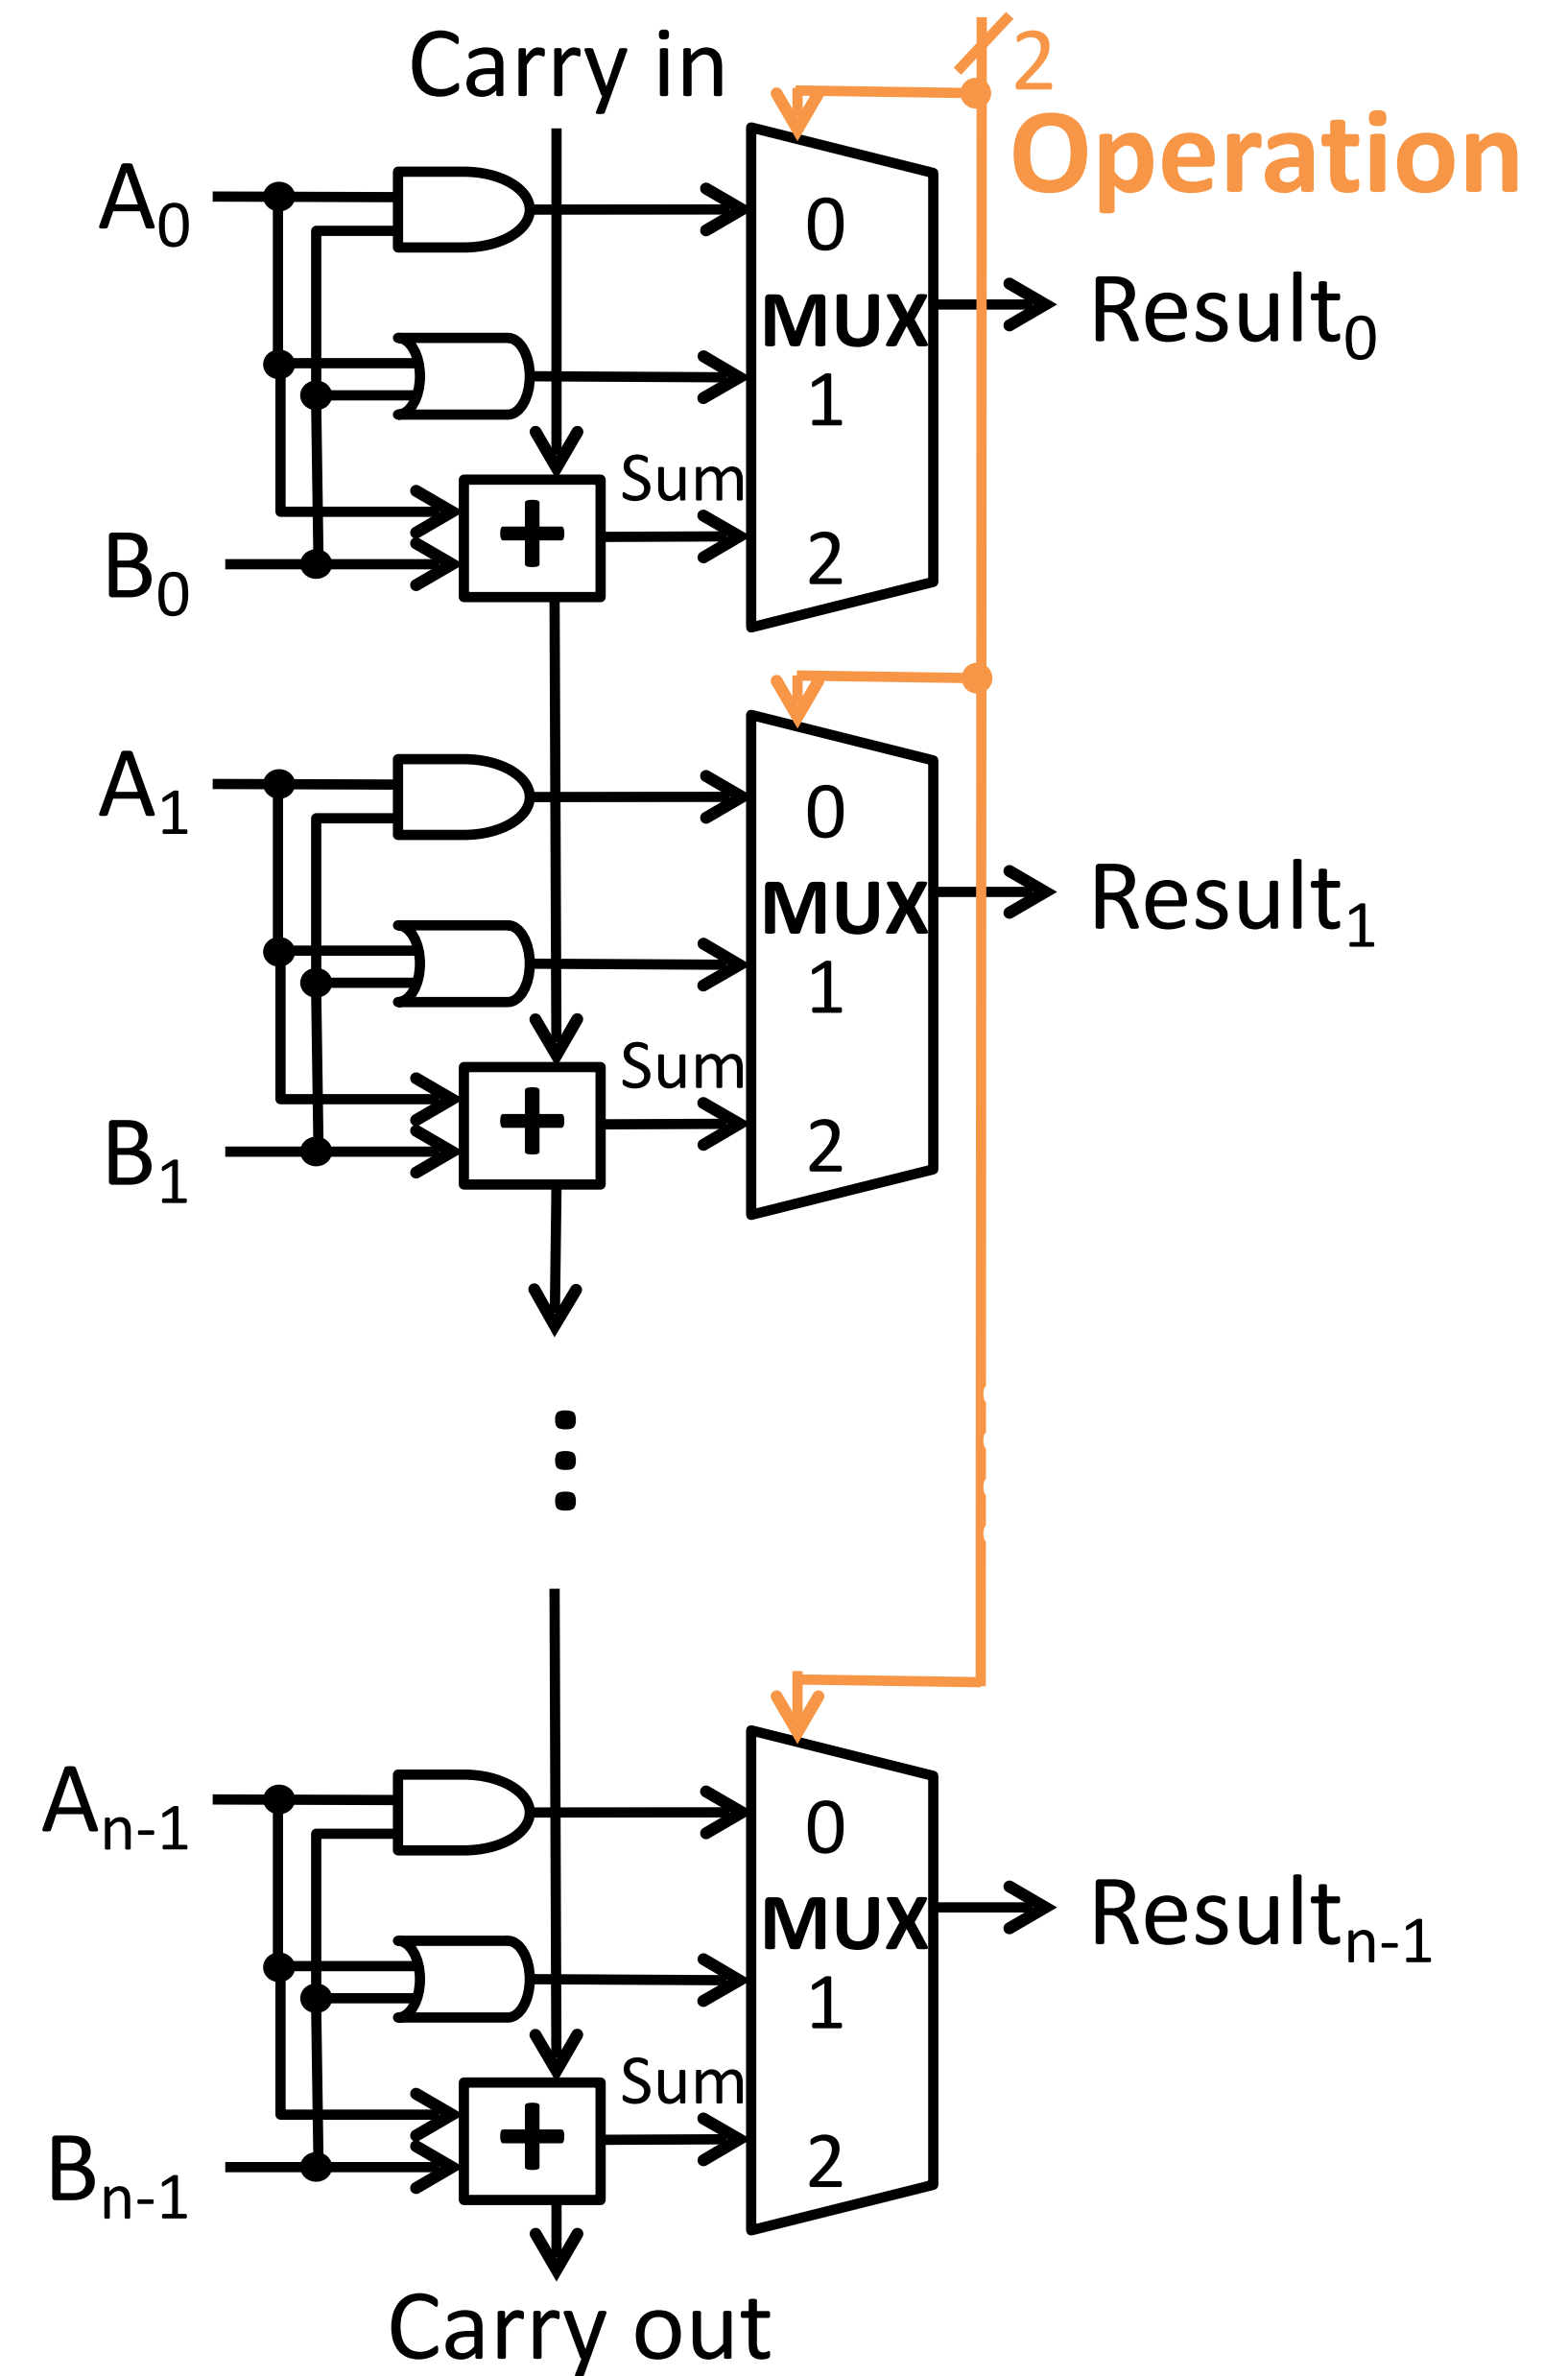 Carry in
2
Operation
A0
0
MUX
Result0
1
Sum
+
2
B0
A1
0
MUX
Result1
1
Sum
+
2
B1
An-1
0
MUX
Resultn-1
1
Sum
+
2
Bn-1
Carry out